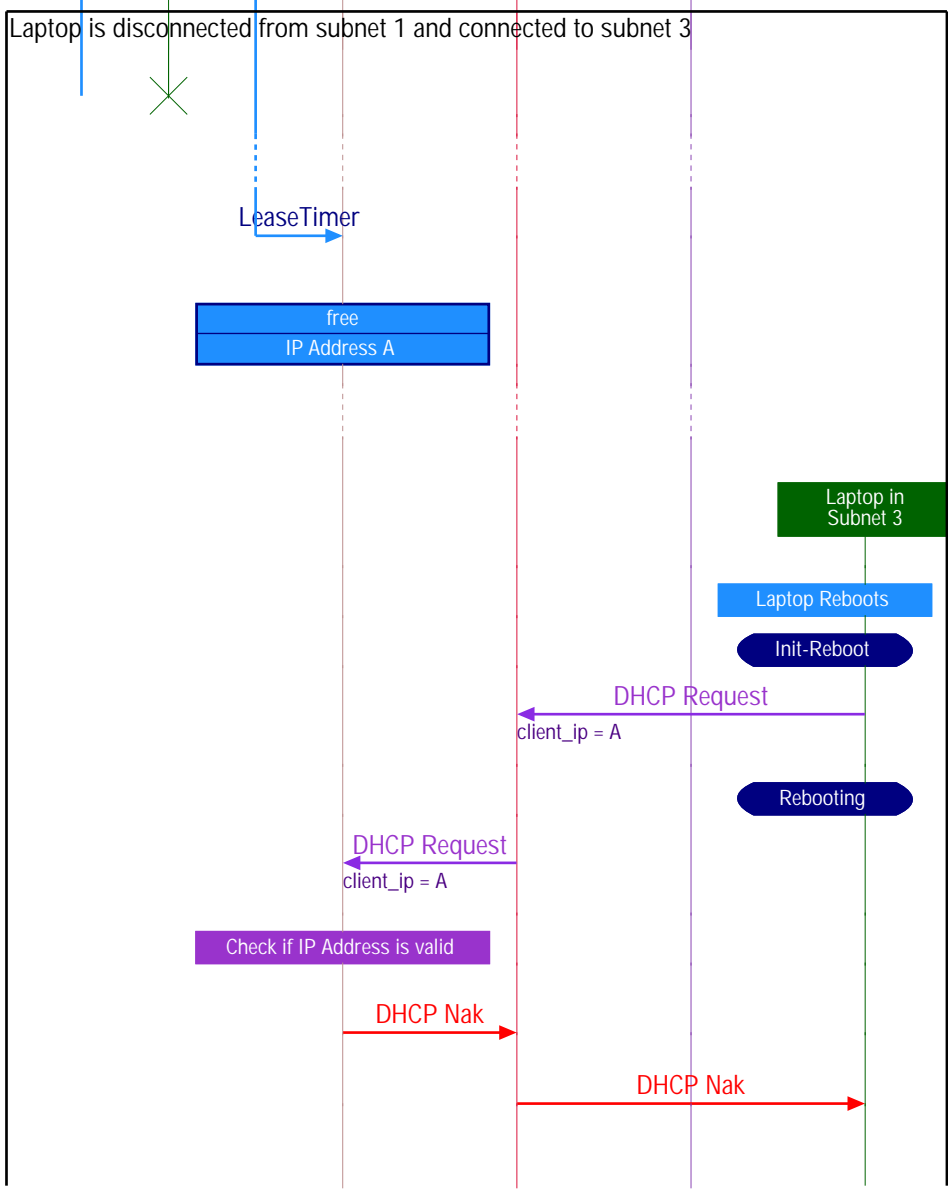 Laptop is disconnected from subnet 1 and connected to subnet 3
LeaseTimer
free
IP Address A
Laptop in
Subnet 3
Laptop Reboots
Init-Reboot
DHCP Request
client_ip = A
Rebooting
DHCP Request
client_ip = A
Check if IP Address is valid
DHCP Nak
DHCP Nak